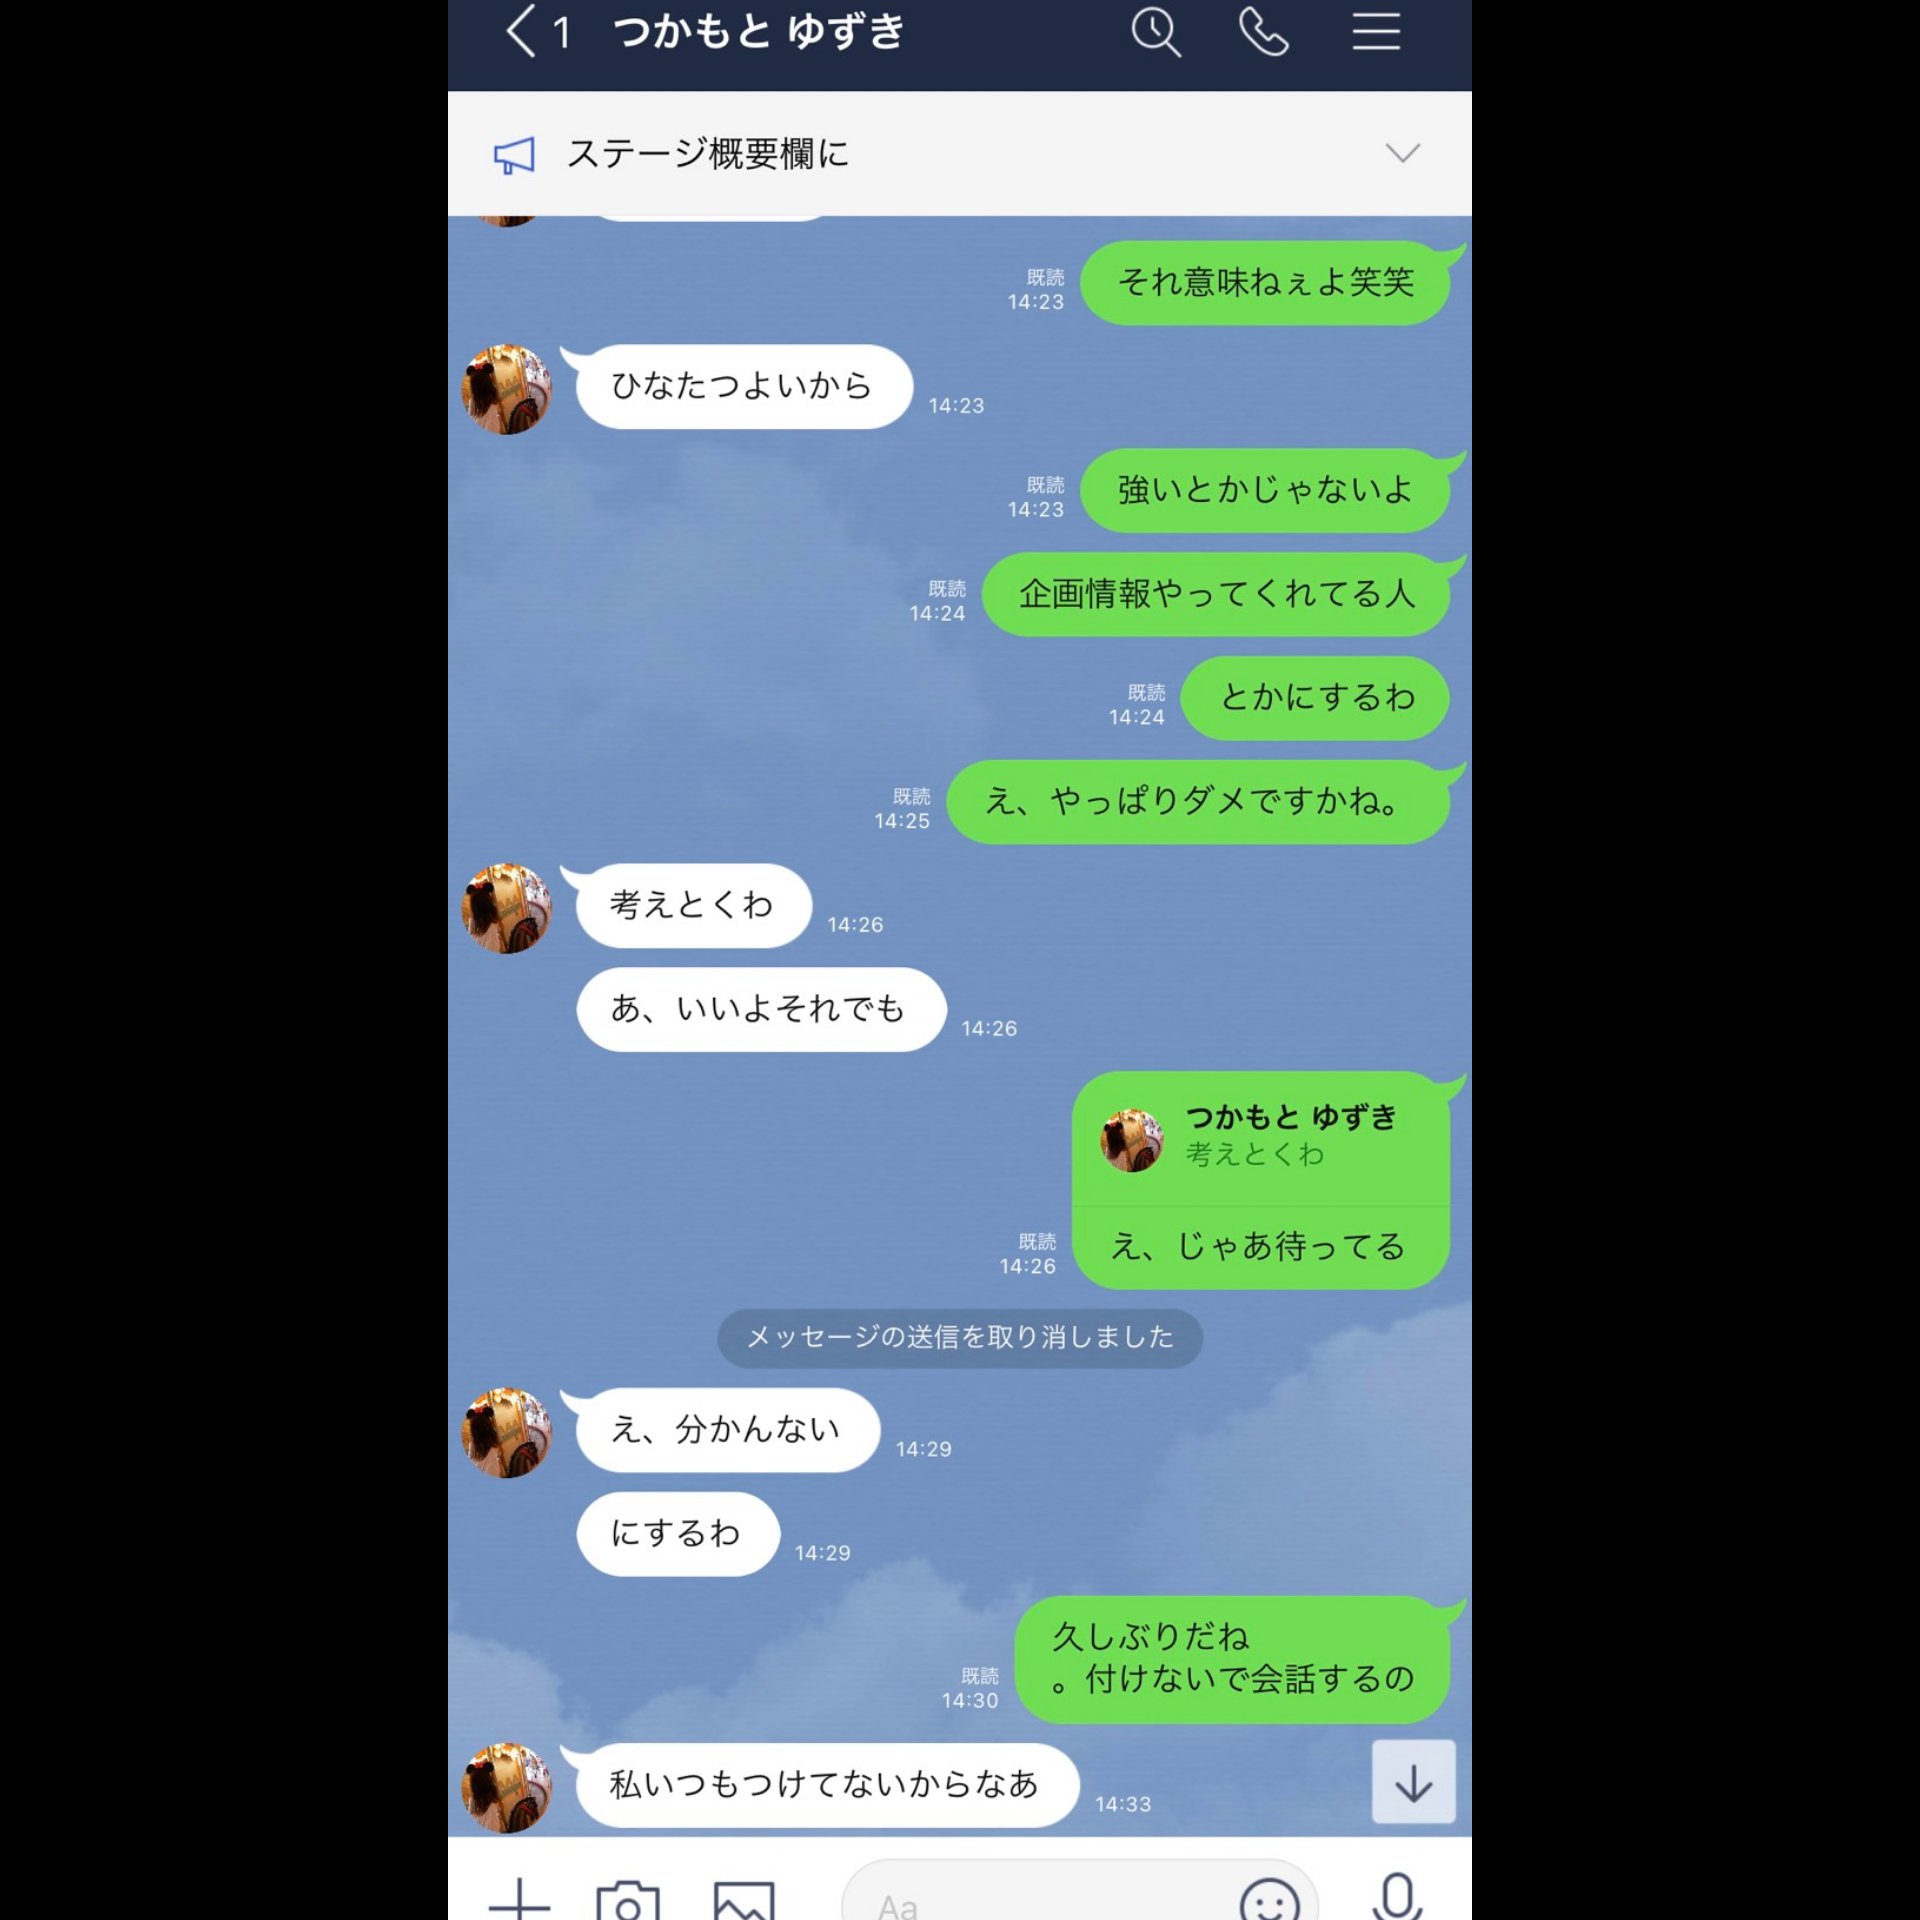 1 つかもと ゆずき
ステージ概要欄に
それ意味ねぇよ笑笑
既読
14:23
ひなたつよいから
14:23
強いとかじゃないよ
既読
14:23
企画情報やってくれてる人
既読
14:24
とかにするわ
既読
14:24
え、やっぱりダメですかね。
既読
14:25
考えとくわ
14:26
あ、いいよそれでも
14:26
つかもと ゆずき
考えとくわ
え、じゃあ待ってる
既読
14:26
メッセージの送信を取り消しました
え、分かんない
14:29
にするわ
14:29
久しぶりだね
。付けないで会話するの
既読
14:30
私いつもつけてないからなあ
14:33
Aa